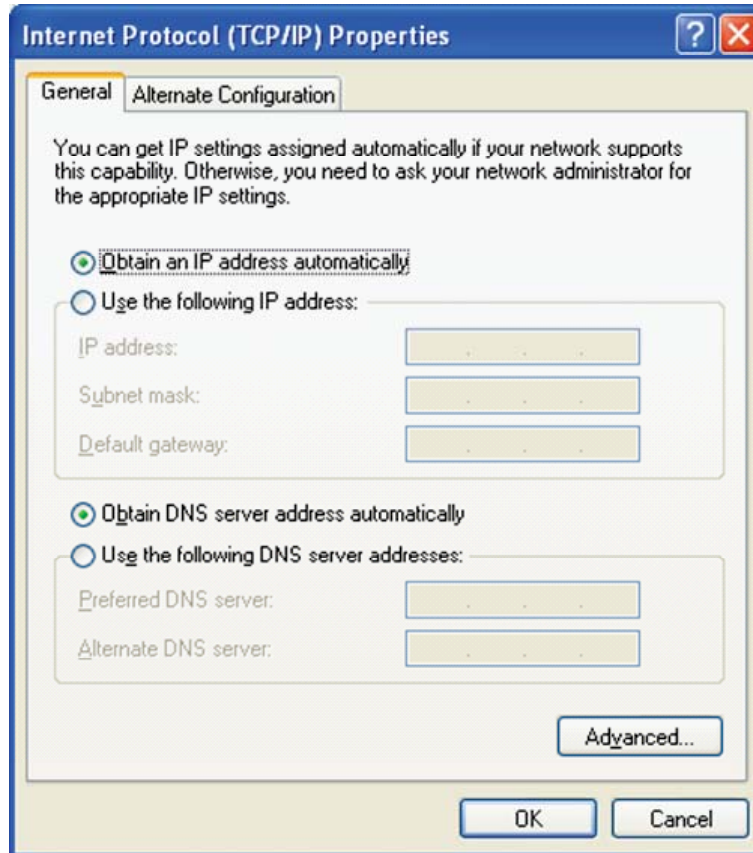 Internet Protocol (TCP/IP) Properties
General
Alternate Configuration
You can get IP settings assigned automatically if your network supports
this capability. Otherwise, you need to ask your network administrator for
the appropriate IP settings.
Obtain an IP address automatically
Use the following IP address:
IP address:
Subnet mask:
Default gateway:
Obtain DNS server address automatically
Use the following DNS server addresses:
Preferred DNS server:
Alternate DNS server:
Advanced...
OK
Cancel